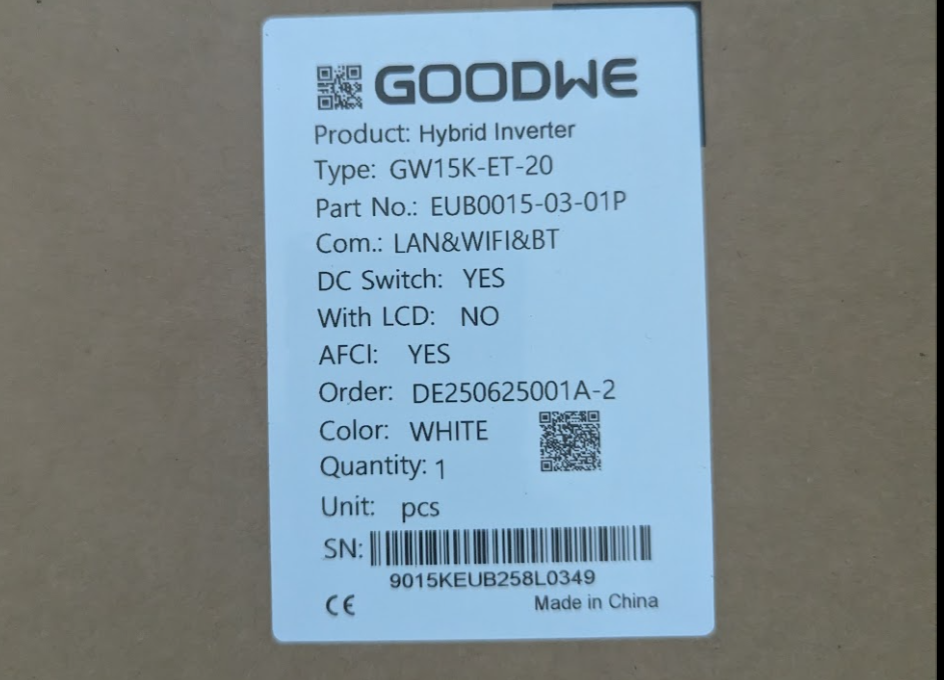 GOODWE
Product: Hybrid Inverter
Type: GW15K-ET-20
Part No.: EUB0015-03-01P
Com.: LAN&WIFI&BT
DC Switch: YES
With LCD: NO
AFCI: YES
Order: DE250625001A-2
Color: WHITE
Quantity: 1
Unit: pcs
SN:
9015KEUB258L0349
CE Made in China